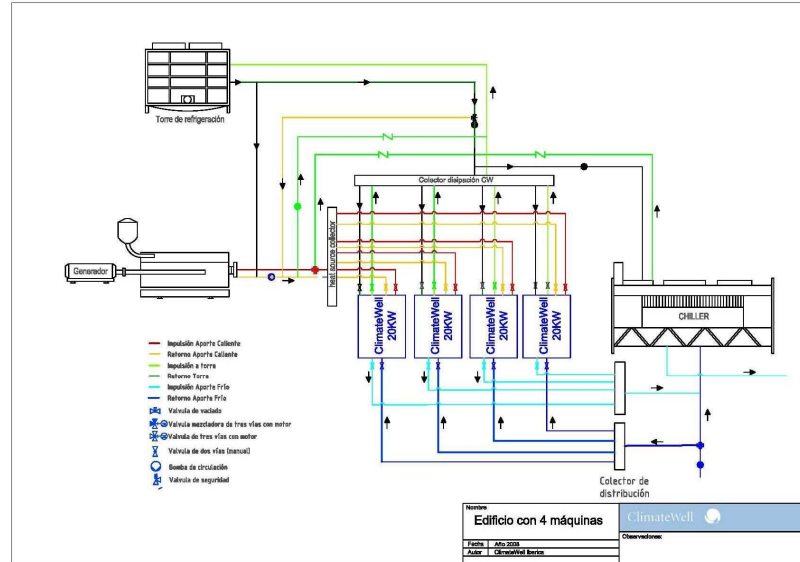 Torre de refrigeración
Colector disipación CW
heat source collector
Generador
CHILLER
ClimateWell
20KW
ClimateWell
20KW
ClimateWell
20KW
ClimateWell
20KW
Impulsión Aporte Caliente
Retorno Aporte Caliente
Impulsión a torre
Retorno Torre
Impulsión Aporte Frío
Retorno Aporte Frío
Valvula de vaciado
Valvula mezcladora de tres vías con motor
Valvula de tres vías con motor
Valvula de dos vías (manual)
Bomba de circulación
Valvula de seguridad
Colector de
distribución
Nombre
Edificio con 4 máquinas
ClimateWell
Fecha Año 2008
Observaciones:
Autor ClimateWell Iberica